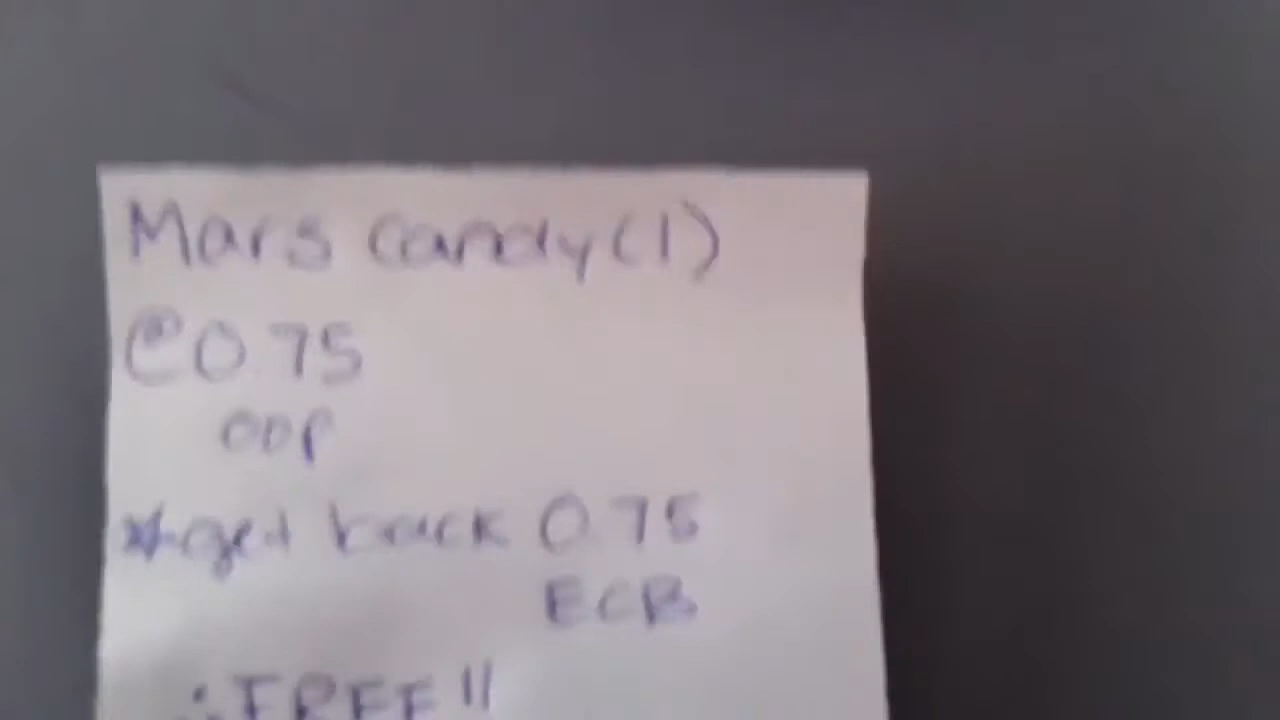 Mars Candy (1)
@ 0.75
OOP
*get back 0.75
ECB
∴ FREE!!